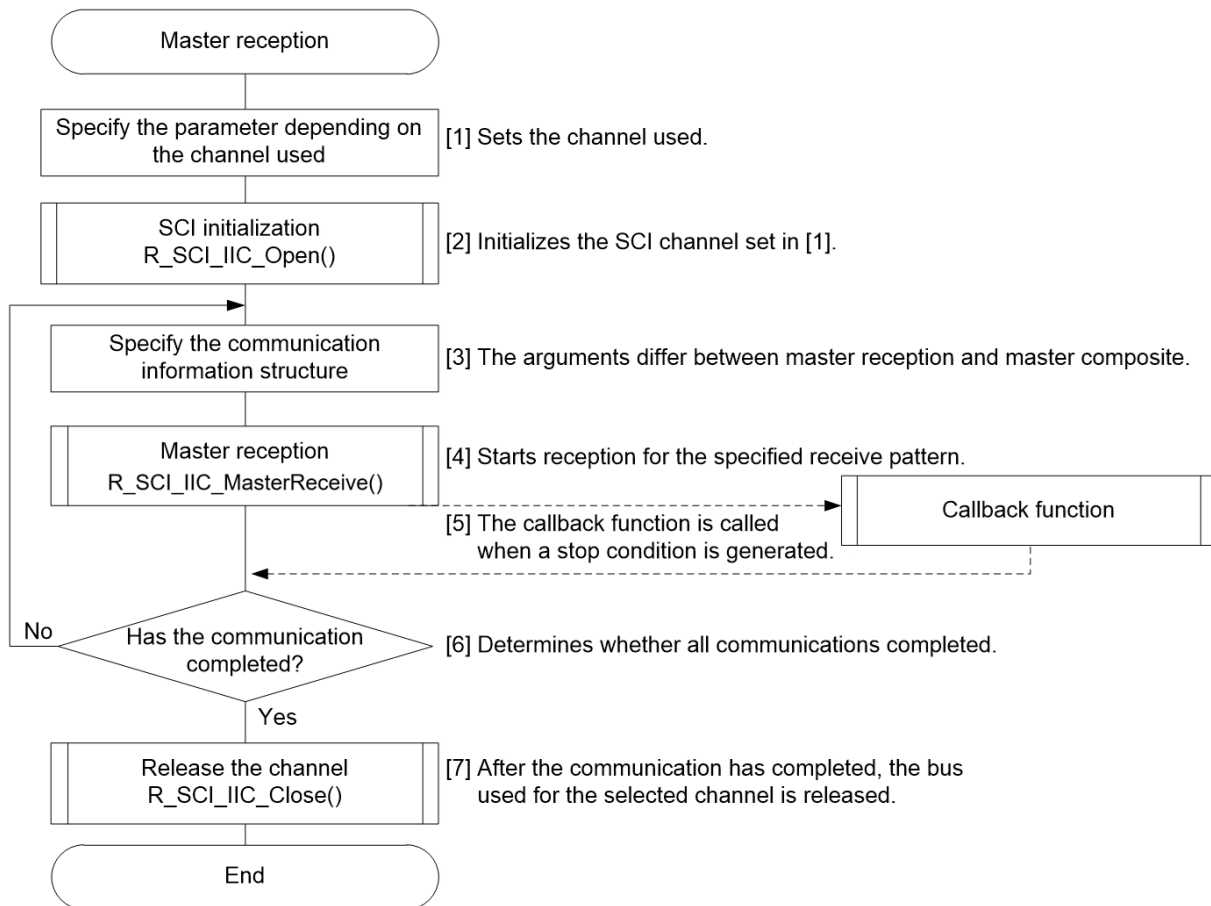 Master reception
Specify the parameter depending on
the channel used
[1] Sets the channel used.
SCI initialization
R_SCI_IIC_Open()
[2] Initializes the SCI channel set in [1].
Specify the communication
information structure
[3] The arguments differ between master reception and master composite.
Master reception
R_SCI_IIC_MasterReceive()
[4] Starts reception for the specified receive pattern.
Callback function
[5] The callback function is called
when a stop condition is generated.
No
Has the communication
completed?
[6] Determines whether all communications completed.
Yes
Release the channel
R_SCI_IIC_Close()
[7] After the communication has completed, the bus
used for the selected channel is released.
End